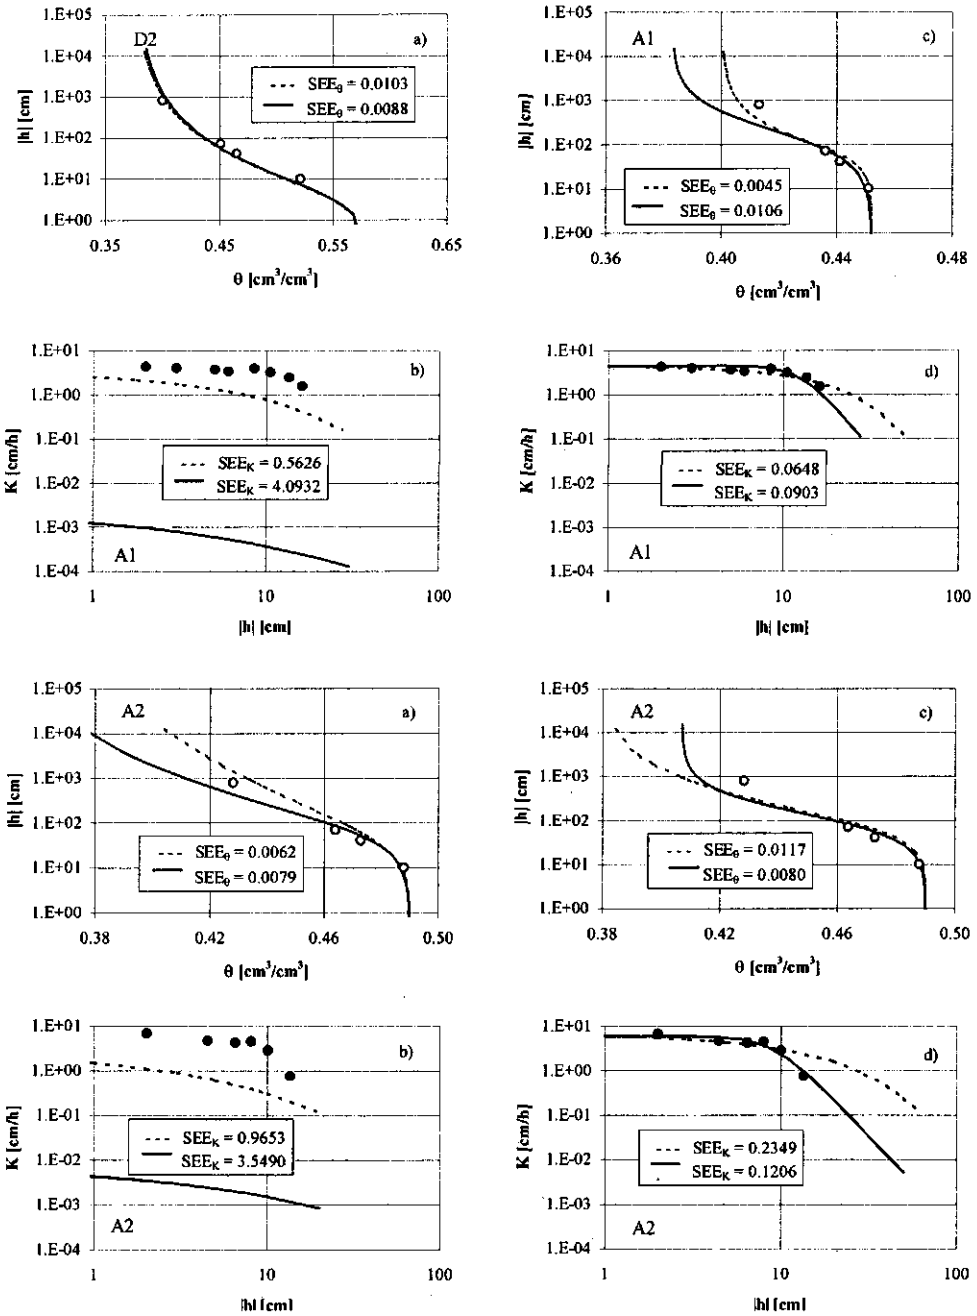 1.E+05
1.E+04
1.E+03
1.E+02
1.E+01
1.E+00
|h| [cm]
D2
a)
SEEθ = 0.0103
SEEθ = 0.0088
0.35
0.45
0.55
0.65
θ [cm³/cm³]
1.E+05
1.E+04
1.E+03
1.E+02
1.E+01
1.E+00
|h| [cm]
A1
c)
SEEθ = 0.0045
SEEθ = 0.0106
0.36
0.40
0.44
0.48
θ [cm³/cm³]
1.E+01
1.E+00
1.E-01
1.E-02
1.E-03
1.E-04
K [cm/h]
b)
SEEK = 0.5626
SEEK = 4.0932
A1
1
10
100
|h| [cm]
1.E+01
1.E+00
1.E-01
1.E-02
1.E-03
1.E-04
K [cm/h]
d)
SEEK = 0.0648
SEEK = 0.0903
A1
1
10
100
|h| [cm]
1.E+05
1.E+04
1.E+03
1.E+02
1.E+01
1.E+00
|h| [cm]
A2
a)
SEEθ = 0.0062
SEEθ = 0.0079
0.38
0.42
0.46
0.50
θ [cm³/cm³]
1.E+05
1.E+04
1.E+03
1.E+02
1.E+01
1.E+00
|h| [cm]
A2
c)
SEEθ = 0.0117
SEEθ = 0.0080
0.38
0.42
0.46
0.50
θ [cm³/cm³]
1.E+01
1.E+00
1.E-01
1.E-02
1.E-03
1.E-04
K [cm/h]
b)
SEEK = 0.9653
SEEK = 3.5490
A2
1
10
100
|h| [cm]
1.E+01
1.E+00
1.E-01
1.E-02
1.E-03
1.E-04
K [cm/h]
d)
SEEK = 0.2349
SEEK = 0.1206
A2
1
10
100
|h| [cm]